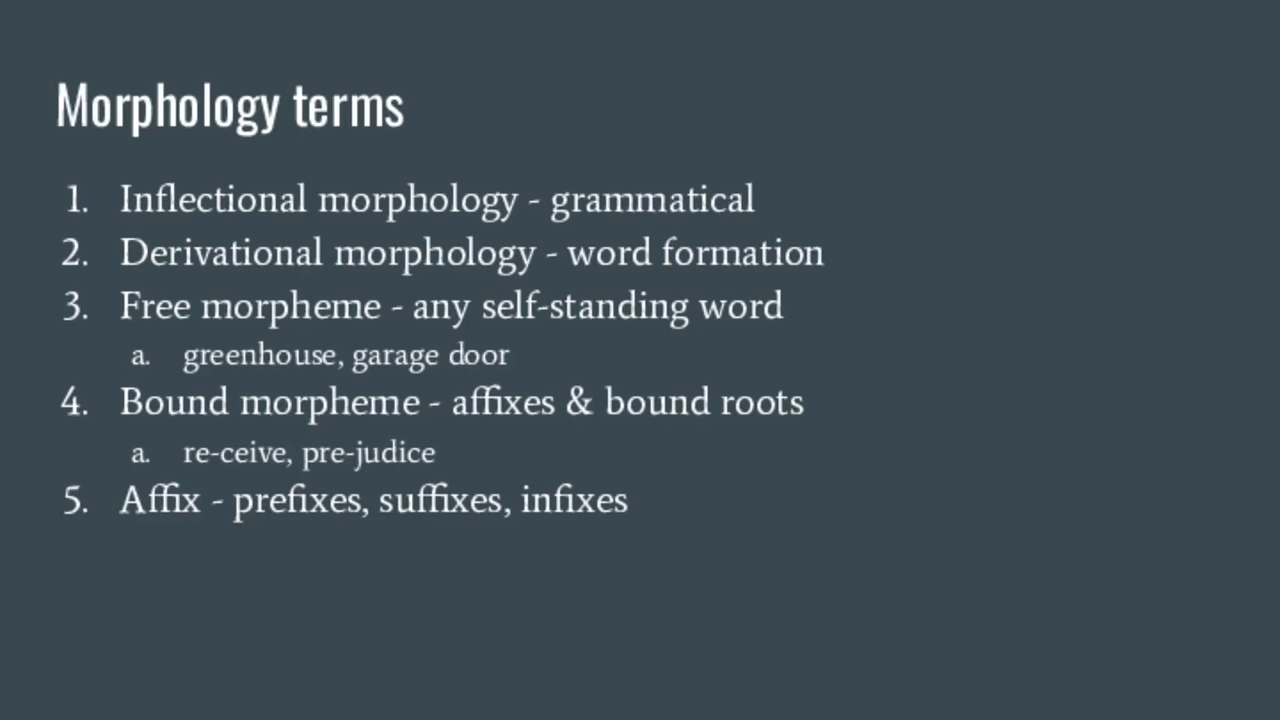 Morphology terms
1. Inflectional morphology - grammatical
2. Derivational morphology - word formation
3. Free morpheme - any self-standing word
a. greenhouse, garage door
4. Bound morpheme - affixes & bound roots
a. re-ceive, pre-judice
5. Affix - prefixes, suffixes, infixes